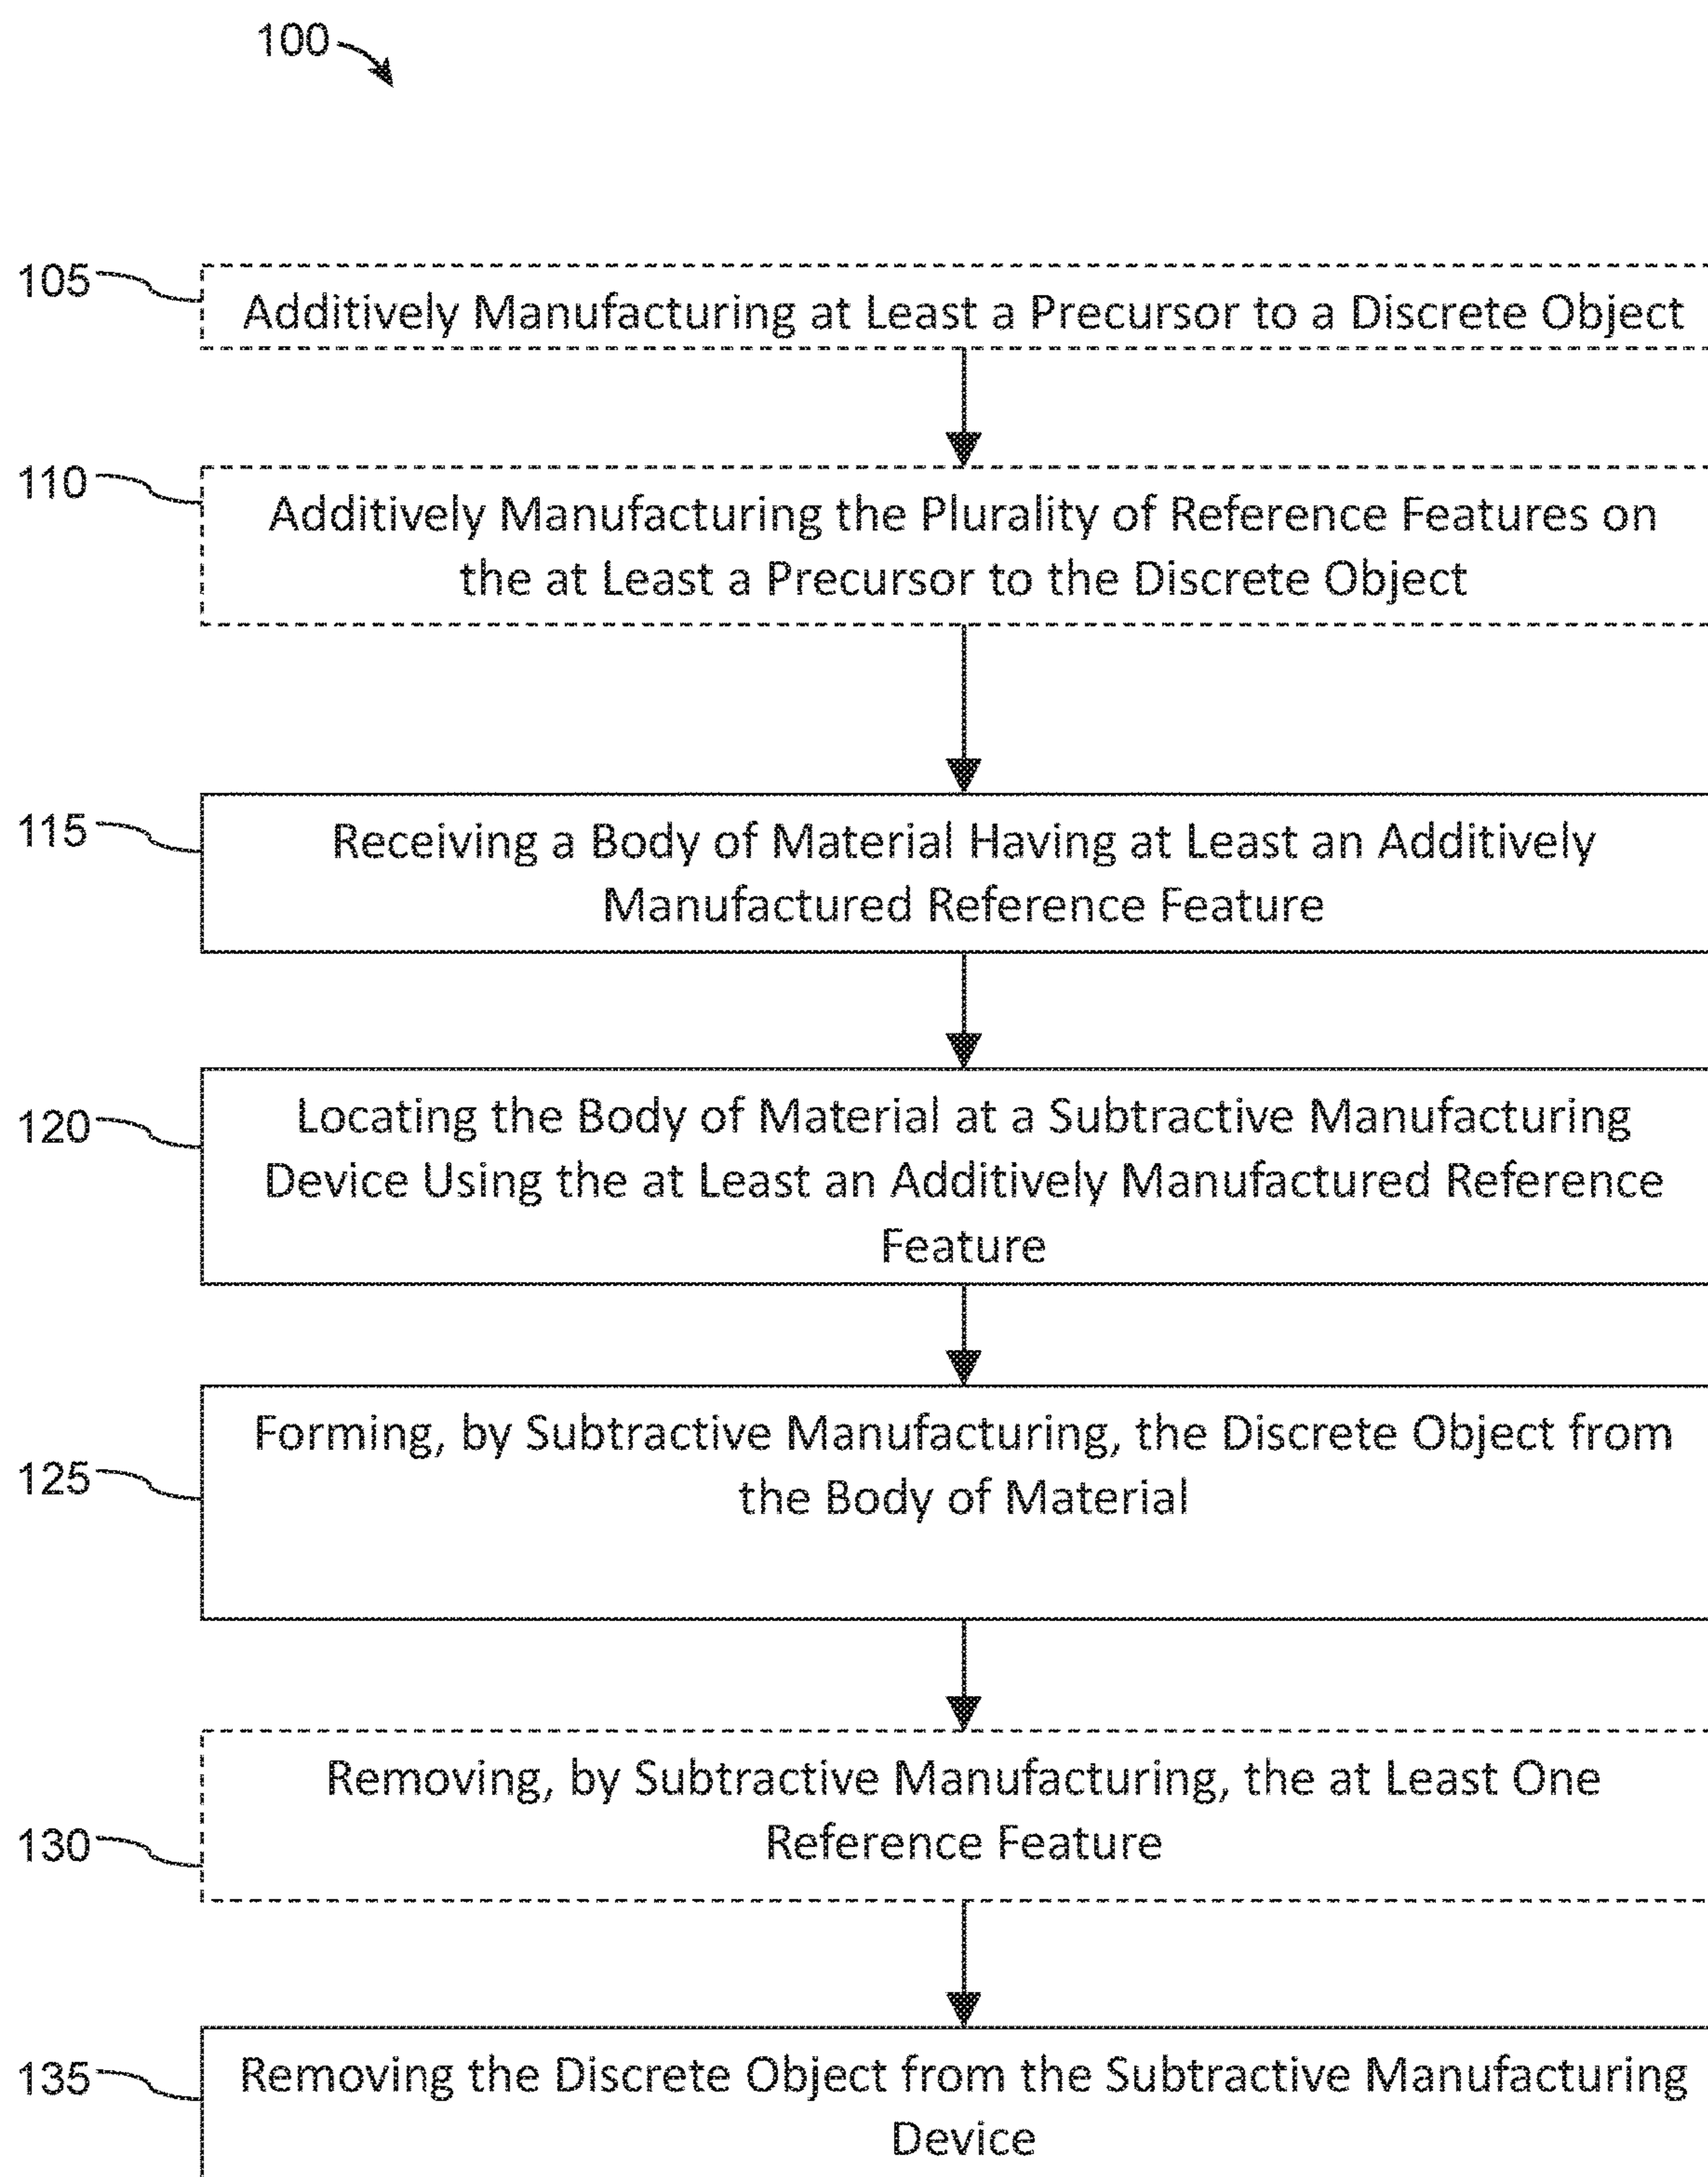 100
105
Additively Manufacturing at Least a Precursor to a Discrete Object
110
Additively Manufacturing the Plurality of Reference Features on
the at Least a Precursor to the Discrete Object
115
Receiving a Body of Material Having at Least an Additively
Manufactured Reference Feature
120
Locating the Body of Material at a Subtractive Manufacturing
Device Using the at Least an Additively Manufactured Reference
Feature
125
Forming, by Subtractive Manufacturing, the Discrete Object from
the Body of Material
130
Removing, by Subtractive Manufacturing, the at Least One
Reference Feature
135
Removing the Discrete Object from the Subtractive Manufacturing
Device